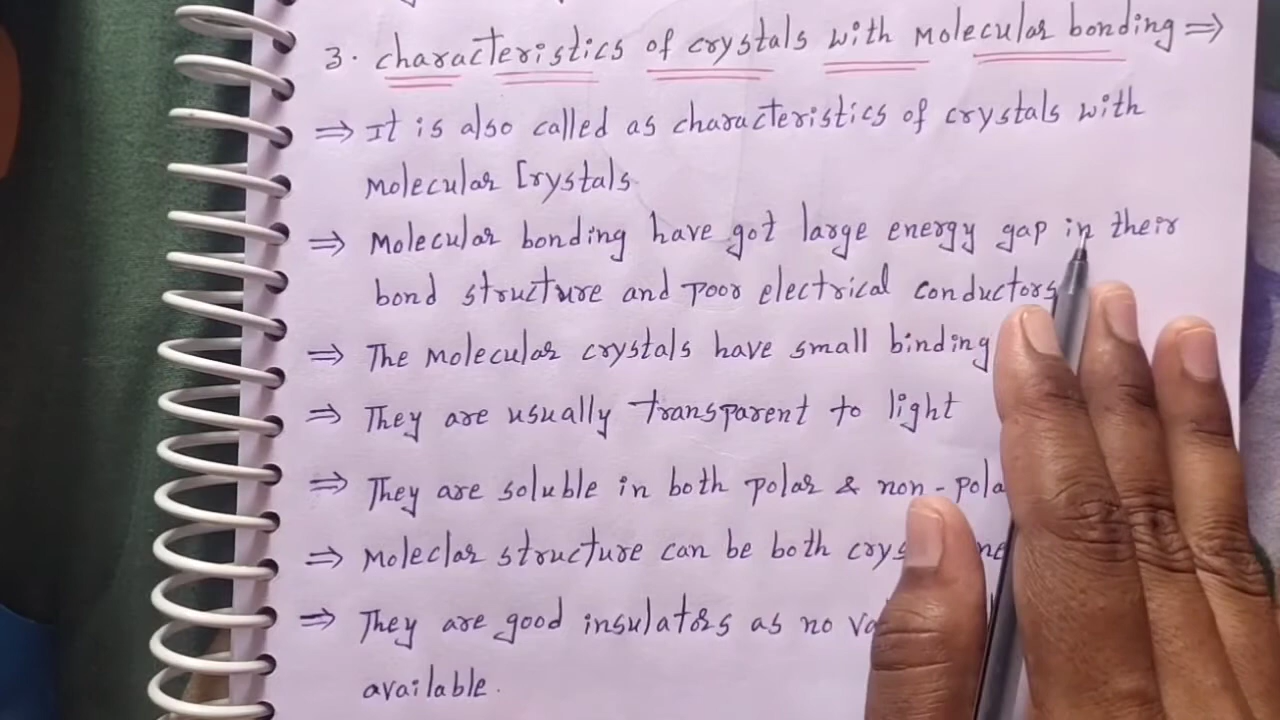 3. characteristics of crystals with Molecular bonding ⇒
⇒ It is also called as characteristics of crystals with
Molecular Crystals
⇒ Molecular bonding have got large energy gap in their
bond structure and poor electrical conductors
⇒ The Molecular crystals have small binding
⇒ They are usually transparent to light
⇒ They are soluble in both polar & non-
⇒ Moleclar structure can be both
⇒ They are good insulators as no
available.